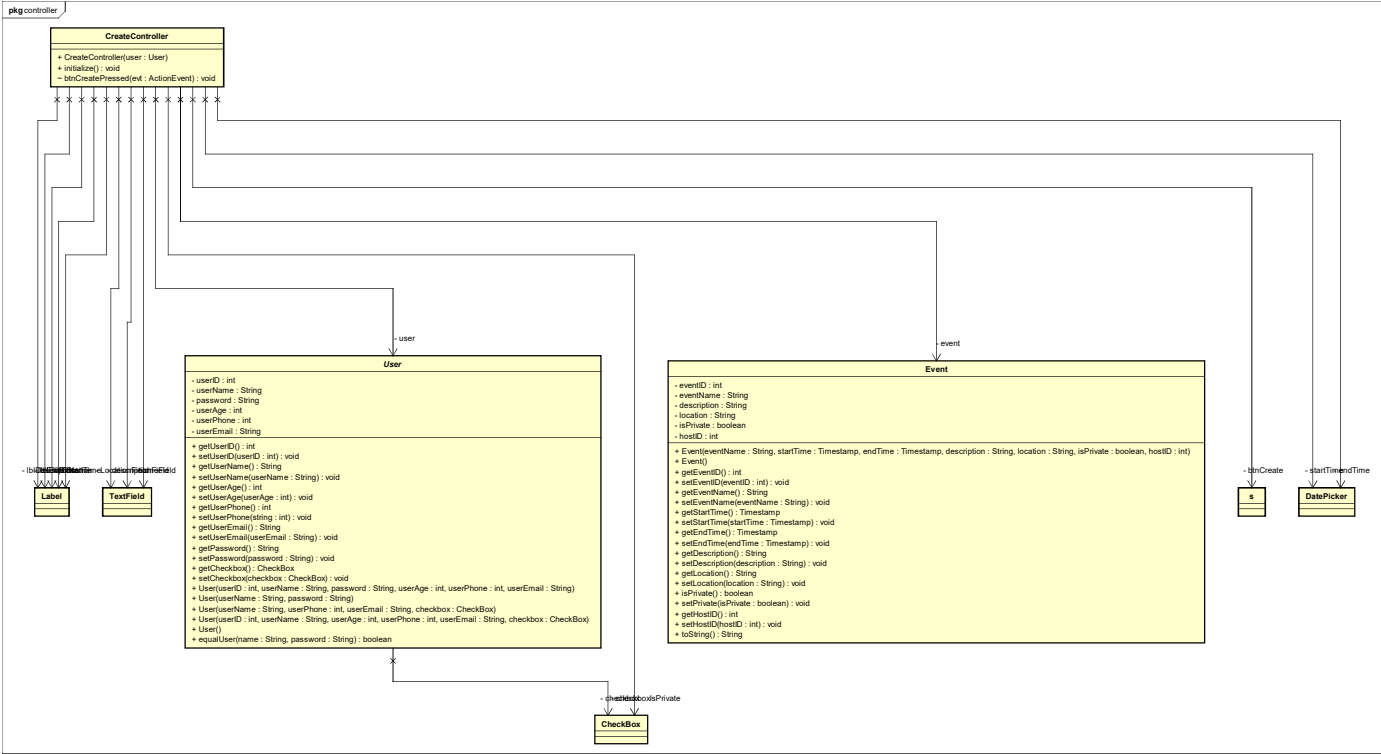 pkg controller
CreateController
+ CreateController(user : User)
+ initialize() : void
~ btnCreatePressed(evt : ActionEvent) : void
- user
- event
User
- userID : int
- userName : String
- password : String
- userAge : int
- userPhone : int
- userEmail : String
+ getUserID() : int
+ setUserID(userID : int) : void
+ getUserName() : String
+ setUserName(userName : String) : void
+ getUserAge() : int
+ setUserAge(userAge : int) : void
+ getUserPhone() : int
+ setUserPhone(string : int) : void
+ getUserEmail() : String
+ setUserEmail(userEmail : String) : void
+ getPassword() : String
+ setPassword(password : String) : void
+ getCheckbox() : CheckBox
+ setCheckbox(checkbox : CheckBox) : void
+ User(userID : int, userName : String, password : String, userAge : int, userPhone : int, userEmail : String)
+ User(userName : String, password : String)
+ User(userName : String, userPhone : int, userEmail : String, checkbox : CheckBox)
+ User(userID : int, userName : String, userAge : int, userPhone : int, userEmail : String, checkbox : CheckBox)
+ User()
+ equalUser(name : String, password : String) : boolean
Event
- eventID : int
- eventName : String
- description : String
- location : String
- isPrivate : boolean
- hostID : int
+ Event(eventName : String, startTime : Timestamp, endTime : Timestamp, description : String, location : String, isPrivate : boolean, hostID : int)
+ Event()
+ getEventID() : int
+ setEventID(eventID : int) : void
+ getEventName() : String
+ setEventName(eventName : String) : void
+ getStartTime() : Timestamp
+ setStartTime(startTime : Timestamp) : void
+ getEndTime() : Timestamp
+ setEndTime(endTime : Timestamp) : void
+ getDescription() : String
+ setDescription(description : String) : void
+ getLocation() : String
+ setLocation(location : String) : void
+ isPrivate() : boolean
+ setPrivate(isPrivate : boolean) : void
+ getHostID() : int
+ setHostID(hostID : int) : void
+ toString() : String
- btnCreate
- startTime
endTime
Label
TextField
s
DatePicker
CheckBox